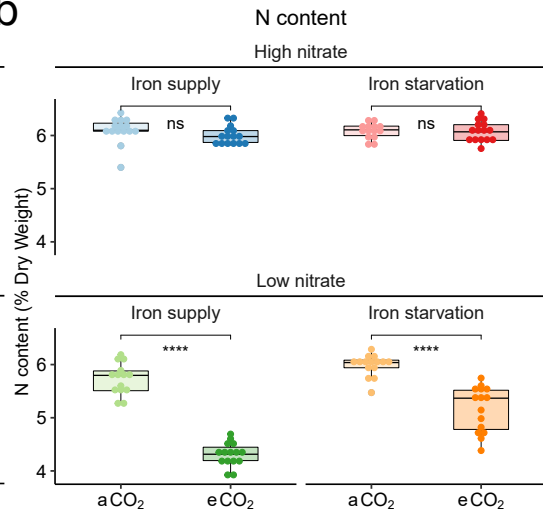 b
N content
High nitrate
Iron supply Iron starvation
ns ns
6
5
4
N content (% Dry Weight)
Low nitrate
Iron supply Iron starvation
**** ****
6
5
4
aCO₂ eCO₂ aCO₂ eCO₂